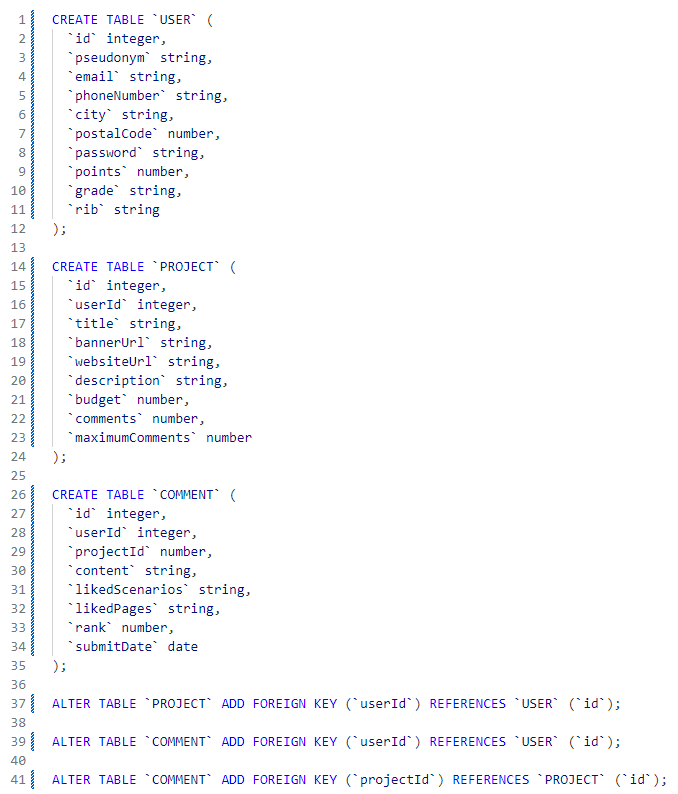 1 CREATE TABLE `USER` (
2 `id` integer,
3 `pseudonym` string,
4 `email` string,
5 `phoneNumber` string,
6 `city` string,
7 `postalCode` number,
8 `password` string,
9 `points` number,
10 `grade` string,
11 `rib` string
12 );
13
14 CREATE TABLE `PROJECT` (
15 `id` integer,
16 `userId` integer,
17 `title` string,
18 `bannerUrl` string,
19 `websiteUrl` string,
20 `description` string,
21 `budget` number,
22 `comments` number,
23 `maximumComments` number
24 );
25
26 CREATE TABLE `COMMENT` (
27 `id` integer,
28 `userId` integer,
29 `projectId` number,
30 `content` string,
31 `likedScenarios` string,
32 `likedPages` string,
33 `rank` number,
34 `submitDate` date
35 );
36
37 ALTER TABLE `PROJECT` ADD FOREIGN KEY (`userId`) REFERENCES `USER` (`id`);
38
39 ALTER TABLE `COMMENT` ADD FOREIGN KEY (`userId`) REFERENCES `USER` (`id`);
40
41 ALTER TABLE `COMMENT` ADD FOREIGN KEY (`projectId`) REFERENCES `PROJECT` (`id`);